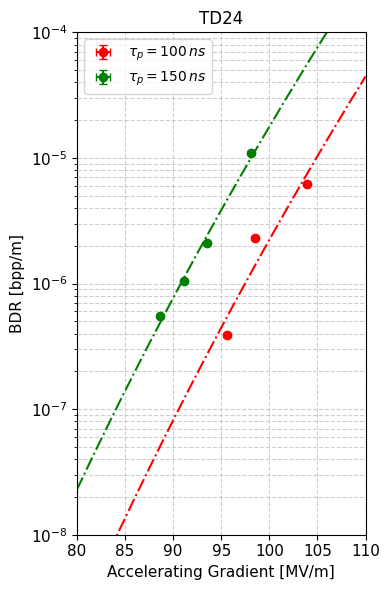 TD24
τₚ = 100 ns
τₚ = 150 ns
BDR [bpp/m]
10⁻⁴
10⁻⁵
10⁻⁶
10⁻⁷
10⁻⁸
80 85 90 95 100 105 110
Accelerating Gradient [MV/m]